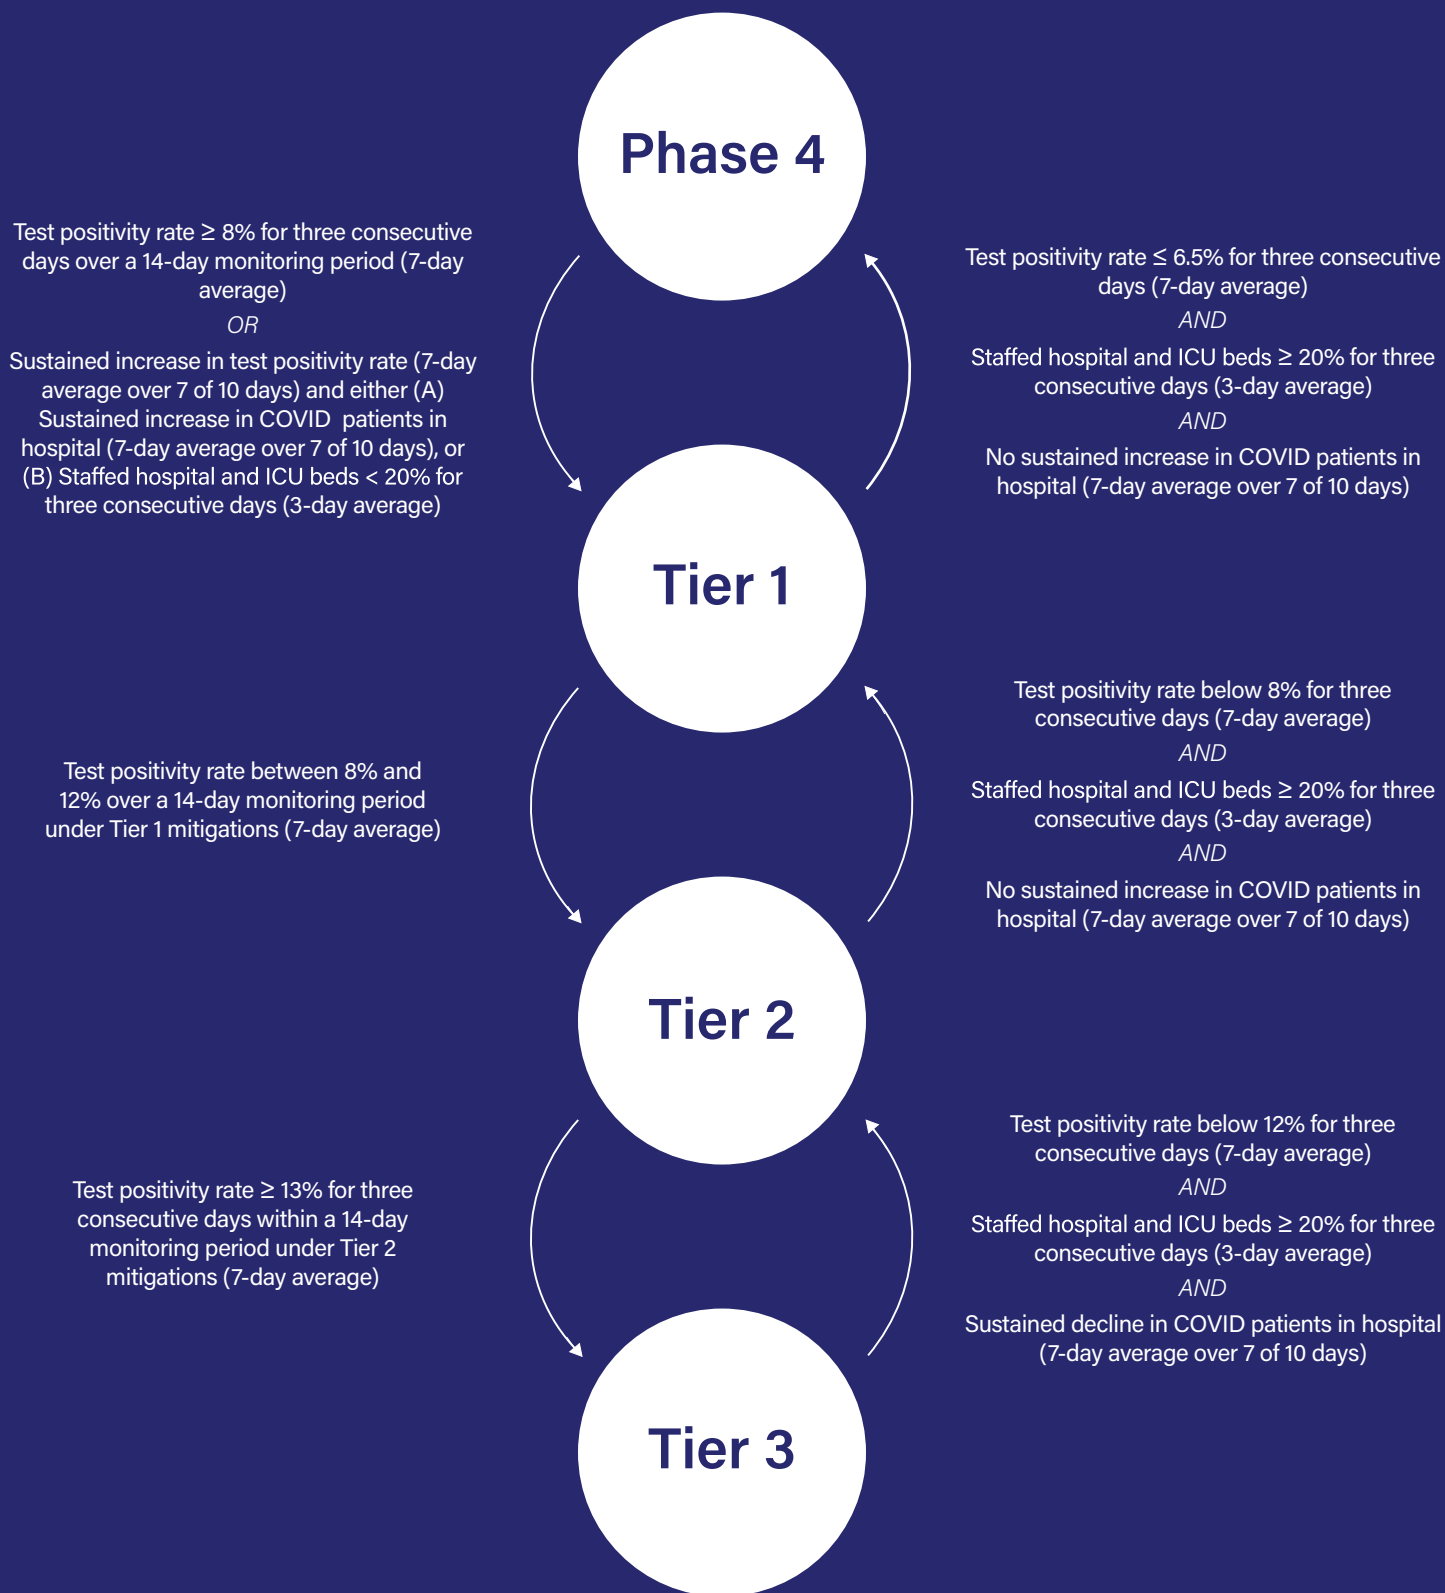 Phase 4
Test positivity rate ≥ 8% for three consecutive
days over a 14-day monitoring period (7-day
average)
OR
Sustained increase in test positivity rate (7-day
average over 7 of 10 days) and either (A)
Sustained increase in COVID patients in
hospital (7-day average over 7 of 10 days), or
(B) Staffed hospital and ICU beds < 20% for
three consecutive days (3-day average)
Test positivity rate ≤ 6.5% for three consecutive
days (7-day average)
AND
Staffed hospital and ICU beds ≥ 20% for three
consecutive days (3-day average)
AND
No sustained increase in COVID patients in
hospital (7-day average over 7 of 10 days)
Tier 1
Test positivity rate between 8% and
12% over a 14-day monitoring period
under Tier 1 mitigations (7-day average)
Test positivity rate below 8% for three
consecutive days (7-day average)
AND
Staffed hospital and ICU beds ≥ 20% for three
consecutive days (3-day average)
AND
No sustained increase in COVID patients in
hospital (7-day average over 7 of 10 days)
Tier 2
Test positivity rate ≥ 13% for three
consecutive days within a 14-day
monitoring period under Tier 2
mitigations (7-day average)
Test positivity rate below 12% for three
consecutive days (7-day average)
AND
Staffed hospital and ICU beds ≥ 20% for three
consecutive days (3-day average)
AND
Sustained decline in COVID patients in hospital
(7-day average over 7 of 10 days)
Tier 3